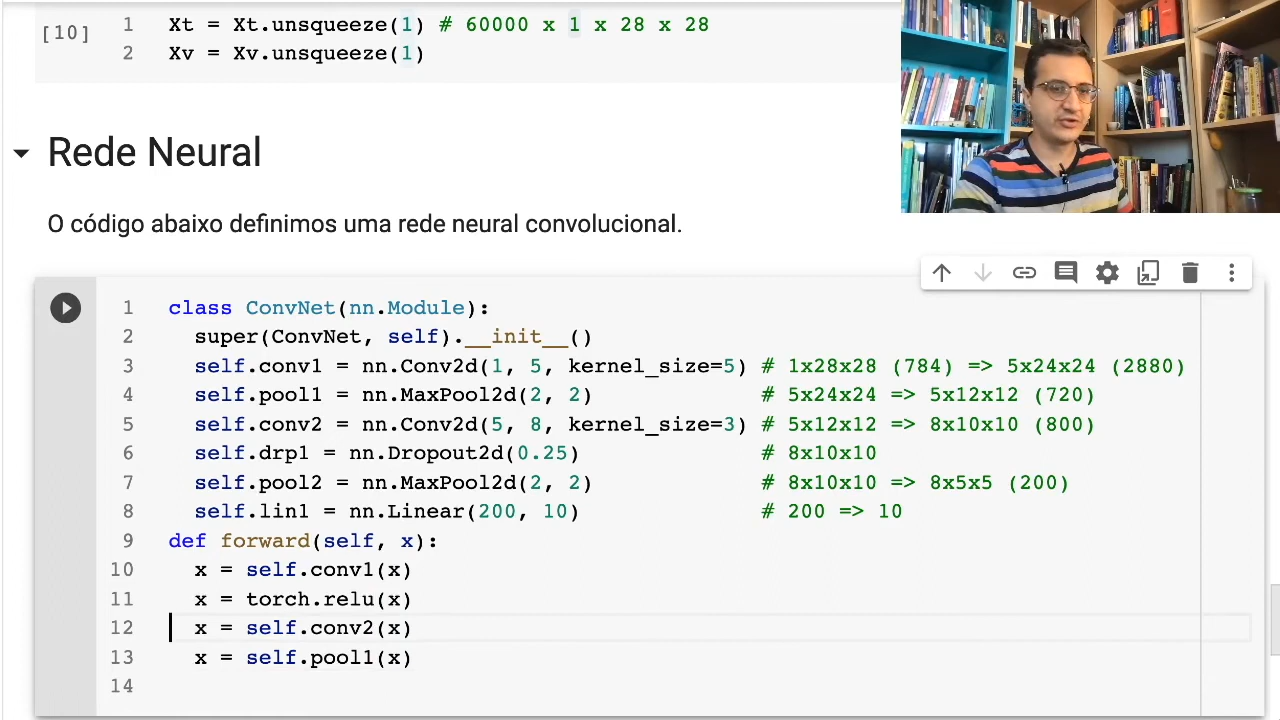 [10]
1 Xt = Xt.unsqueeze(1) # 60000 x 1 x 28 x 28
2 Xv = Xv.unsqueeze(1)
Rede Neural
O código abaixo definimos uma rede neural convolucional.
1 class ConvNet(nn.Module):
2 super(ConvNet, self).__init__()
3 self.conv1 = nn.Conv2d(1, 5, kernel_size=5) # 1x28x28 (784) => 5x24x24 (2880)
4 self.pool1 = nn.MaxPool2d(2, 2) # 5x24x24 => 5x12x12 (720)
5 self.conv2 = nn.Conv2d(5, 8, kernel_size=3) # 5x12x12 => 8x10x10 (800)
6 self.drp1 = nn.Dropout2d(0.25) # 8x10x10
7 self.pool2 = nn.MaxPool2d(2, 2) # 8x10x10 => 8x5x5 (200)
8 self.lin1 = nn.Linear(200, 10) # 200 => 10
9 def forward(self, x):
10 x = self.conv1(x)
11 x = torch.relu(x)
12 x = self.conv2(x)
13 x = self.pool1(x)
14